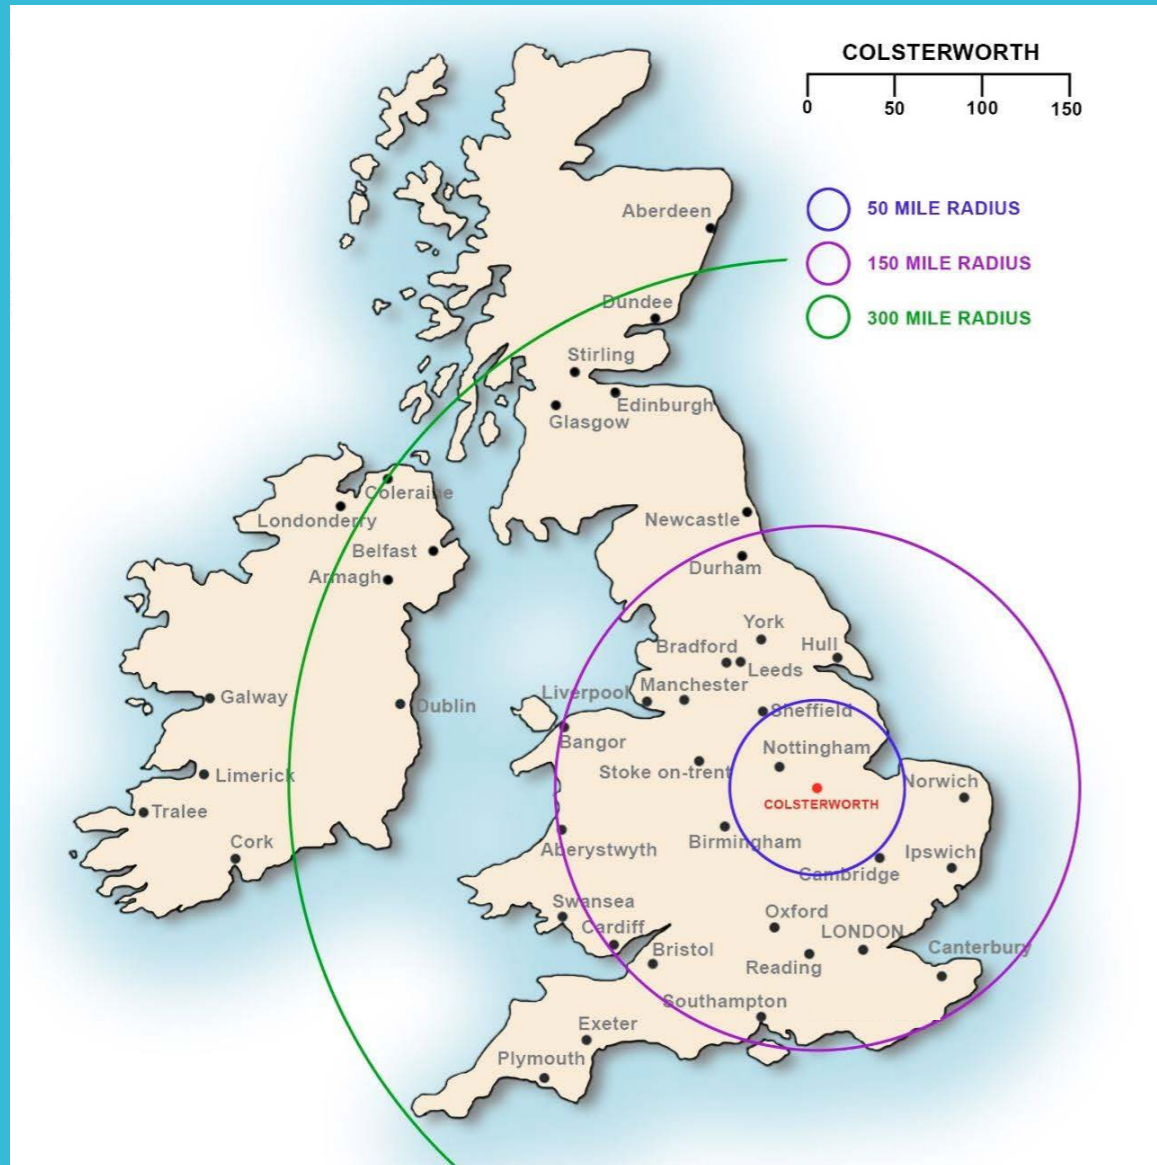 COLSTERWORTH
0 50 100 150
50 MILE RADIUS
150 MILE RADIUS
300 MILE RADIUS
Aberdeen
Dundee
Stirling
Edinburgh
Glasgow
Coleraine
Londonderry
Newcastle
Belfast
Durham
Armagh
York
Bradford
Hull
Leeds
Liverpool
Manchester
Galway
Dublin
Sheffield
Bangor
Nottingham
Stoke on-trent
Limerick
Norwich
COLSTERWORTH
Tralee
Cork
Birmingham
Aberystwyth
Ipswich
Cambridge
Swansea
Oxford
Cardiff
LONDON
Bristol
Canterbury
Reading
Southampton
Exeter
Plymouth